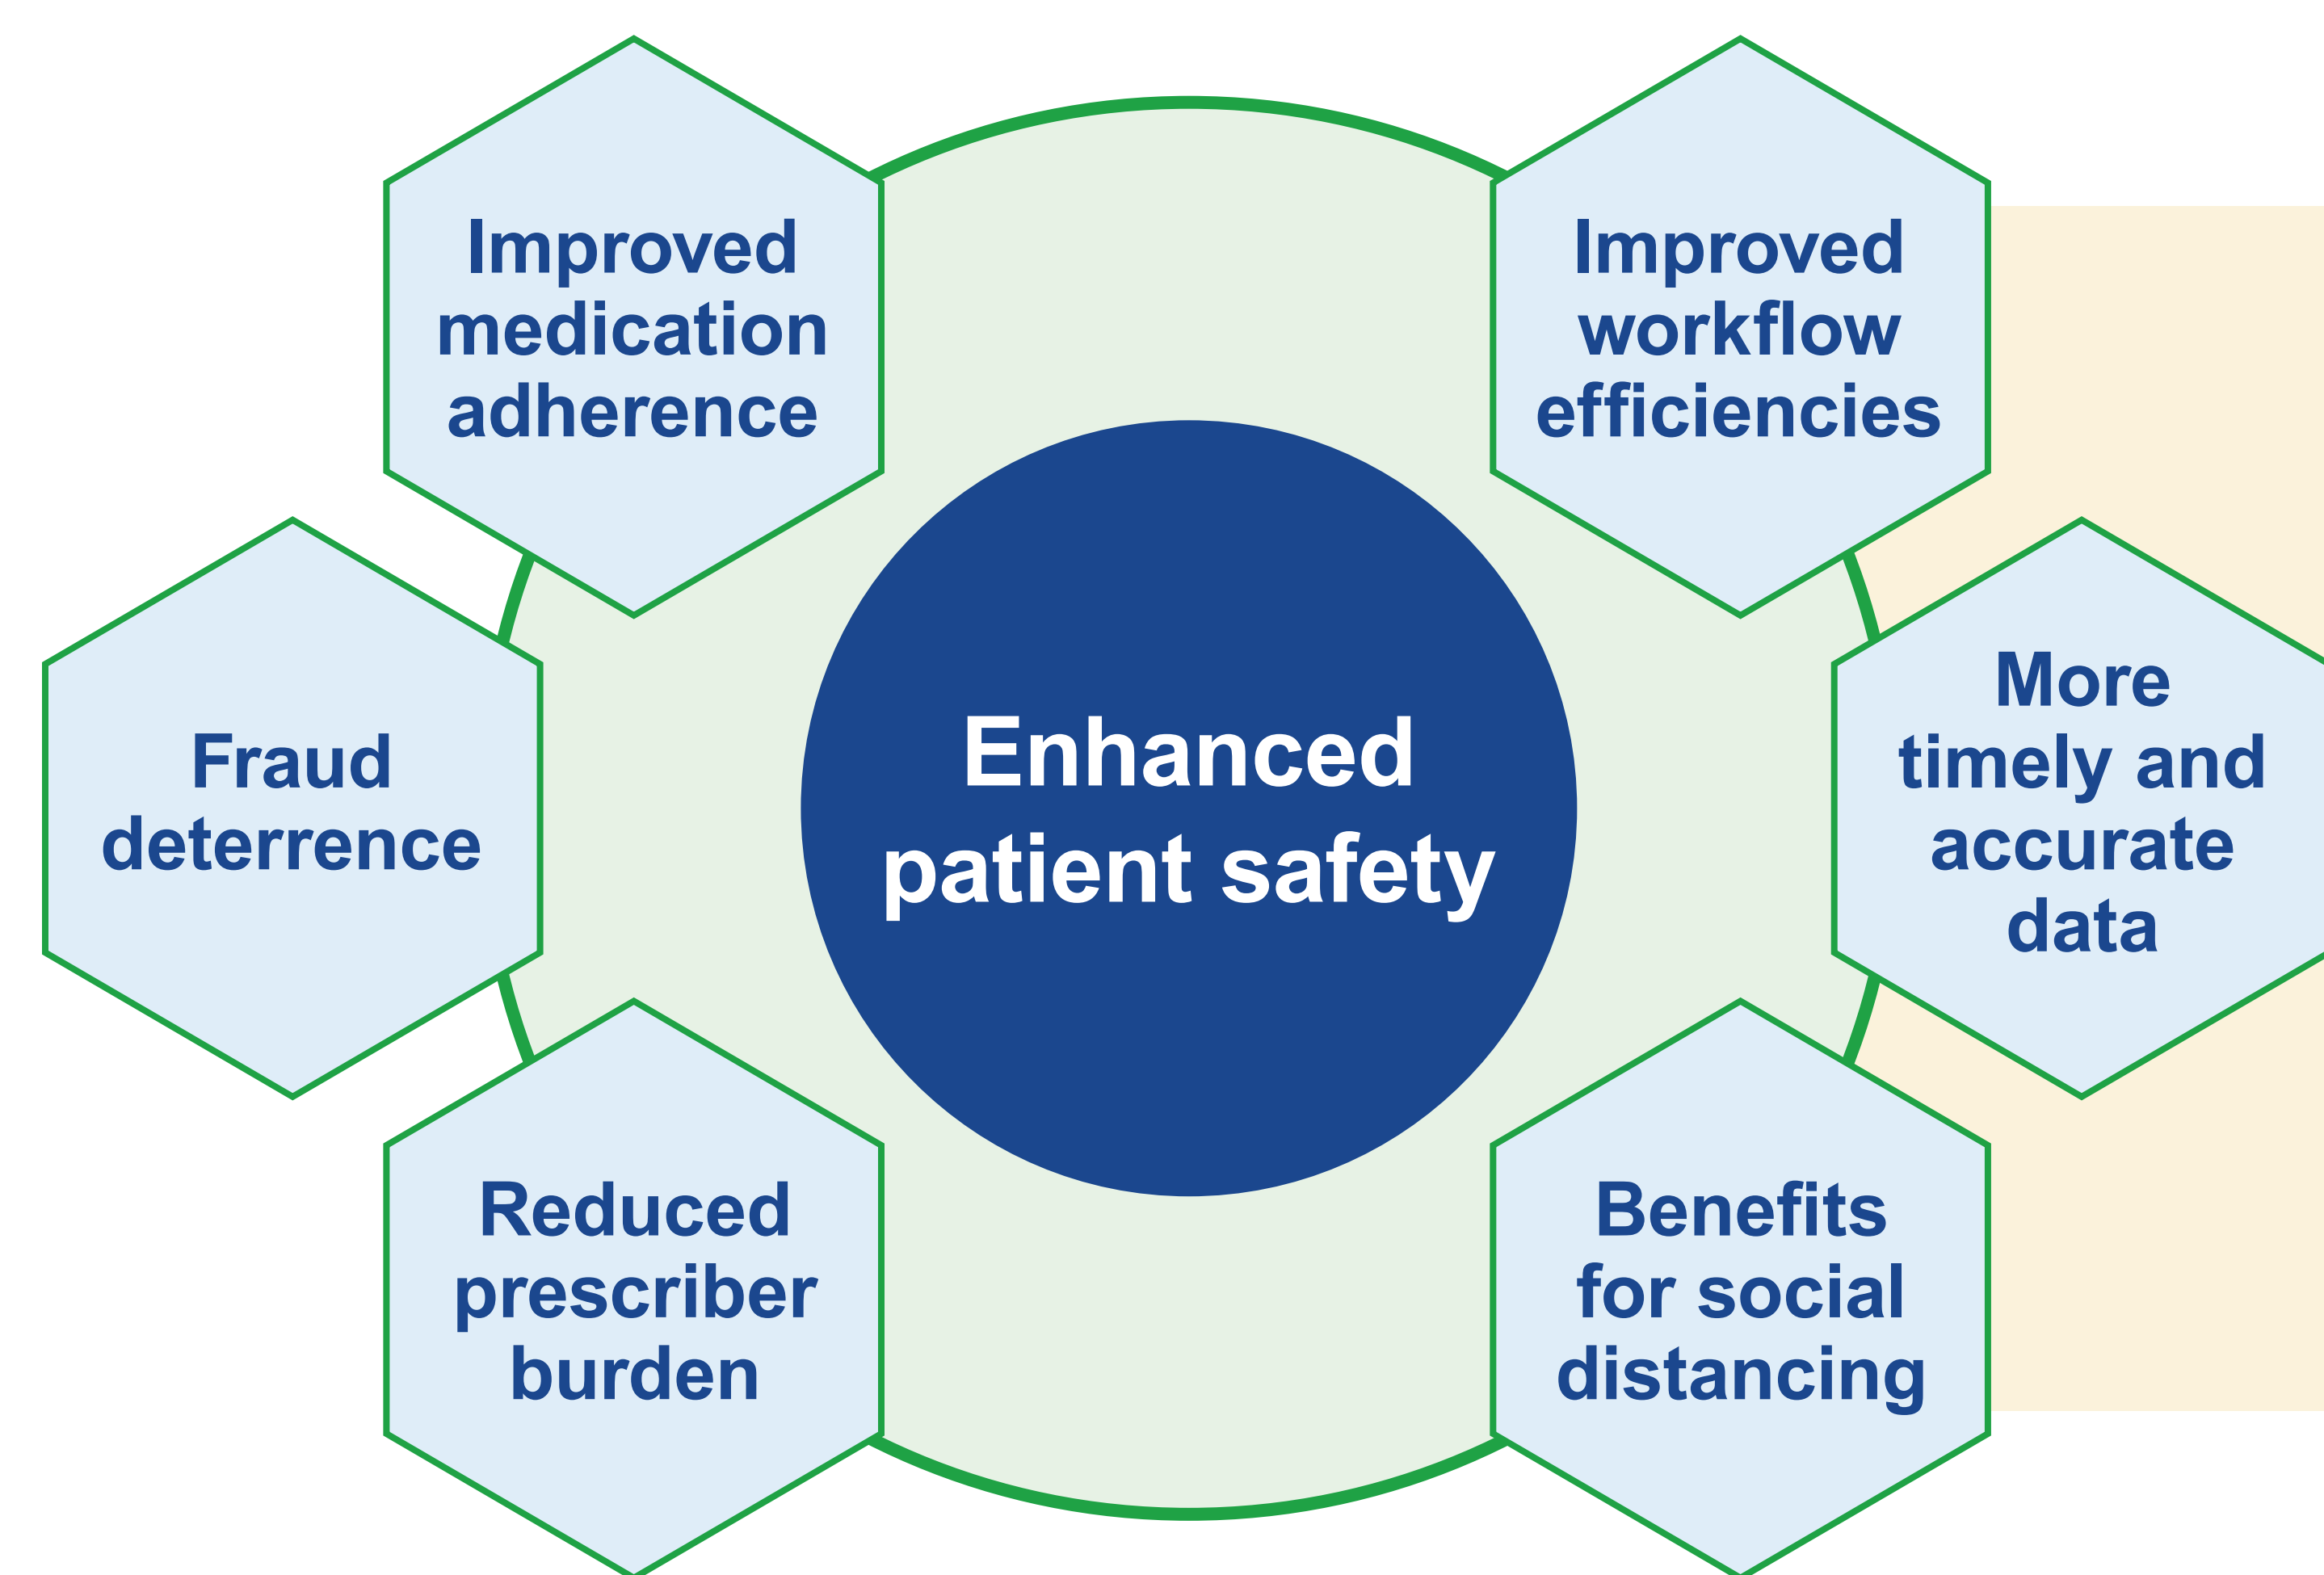 Improved
medication
adherence
Improved
workflow
efficiencies
Fraud
deterrence
Enhanced
patient safety
More
timely and
accurate
data
Reduced
prescriber
burden
Benefits
for social
distancing